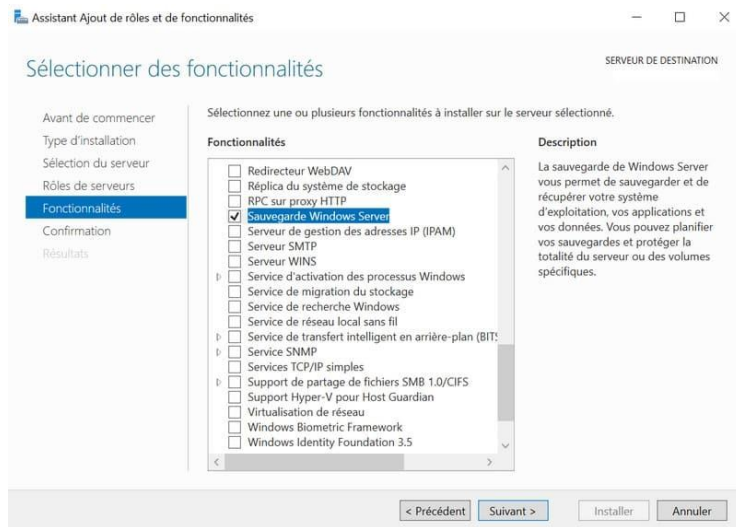 Assistant Ajout de rôles et de fonctionnalités
Sélectionner des fonctionnalités
SERVEUR DE DESTINATION
Avant de commencer
Type d'installation
Sélection du serveur
Rôles de serveurs
Fonctionnalités
Confirmation
Résultats
Sélectionnez une ou plusieurs fonctionnalités à installer sur le serveur sélectionné.
Fonctionnalités
Redirecteur WebDAV
Réplica du système de stockage
RPC sur proxy HTTP
Sauvegarde Windows Server
Serveur de gestion des adresses IP (IPAM)
Serveur SMTP
Serveur WINS
Service d'activation des processus Windows
Service de migration du stockage
Service de recherche Windows
Service de réseau local sans fil
Service de transfert intelligent en arrière-plan (BITS
Service SNMP
Services TCP/IP simples
Support de partage de fichiers SMB 1.0/CIFS
Support Hyper-V pour Host Guardian
Virtualisation de réseau
Windows Biometric Framework
Windows Identity Foundation 3.5
Description
La sauvegarde de Windows Server
vous permet de sauvegarder et de
récupérer votre système
d'exploitation, vos applications et
vos données. Vous pouvez planifier
vos sauvegardes et protéger la
totalité du serveur ou des volumes
spécifiques.
< Précédent
Suivant >
Installer
Annuler